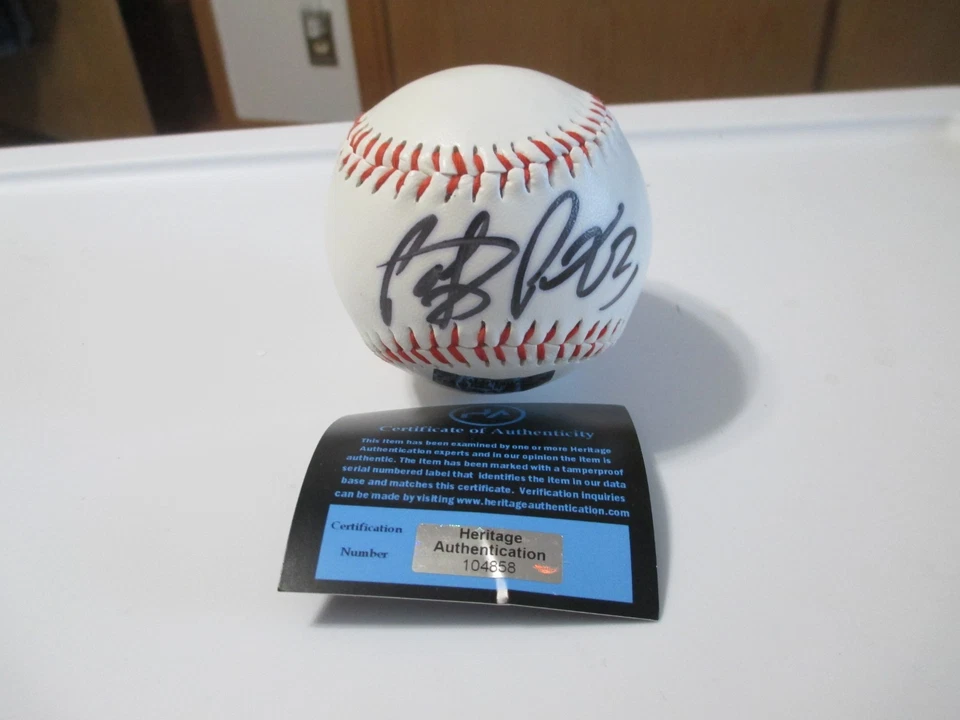 HA
Certificate of Authenticity
This item has been examined by one or more Heritage
Authentication experts and in our opinion the item is
authentic. The item has been marked with a tamperproof
serial numbered label that identifies the item in our data
base and matches this certificate. Verification inquiries
can be made by visiting www.heritageauthentication.com
Certification
Number
Heritage
Authentication
104858